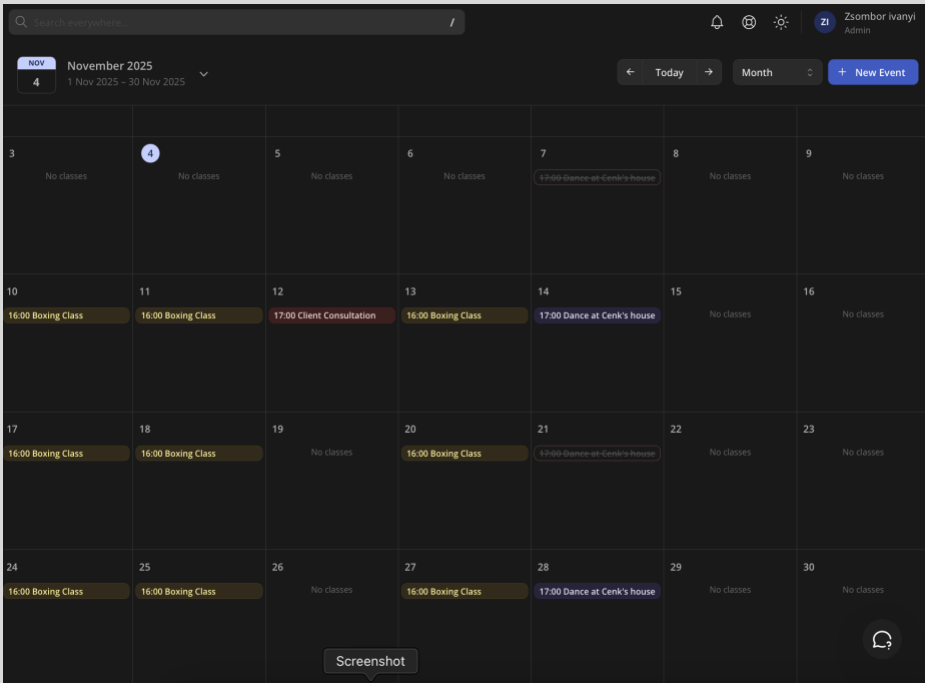 Search everywhere... /
ZI
Zsombor ivanyi
Admin
NOV
4
November 2025
1 Nov 2025 – 30 Nov 2025
← Today →
Month
+ New Event
3 4 5 6 7 8 9
No classes No classes No classes No classes 17:00 Dance at Cenk's house No classes No classes
10 11 12 13 14 15 16
16:00 Boxing Class 16:00 Boxing Class 17:00 Client Consultation 16:00 Boxing Class 17:00 Dance at Cenk's house No classes No classes
17 18 19 20 21 22 23
16:00 Boxing Class 16:00 Boxing Class No classes 16:00 Boxing Class 17:00 Dance at Cenk's house No classes No classes
24 25 26 27 28 29 30
16:00 Boxing Class 16:00 Boxing Class No classes 16:00 Boxing Class 17:00 Dance at Cenk's house No classes No classes
Screenshot